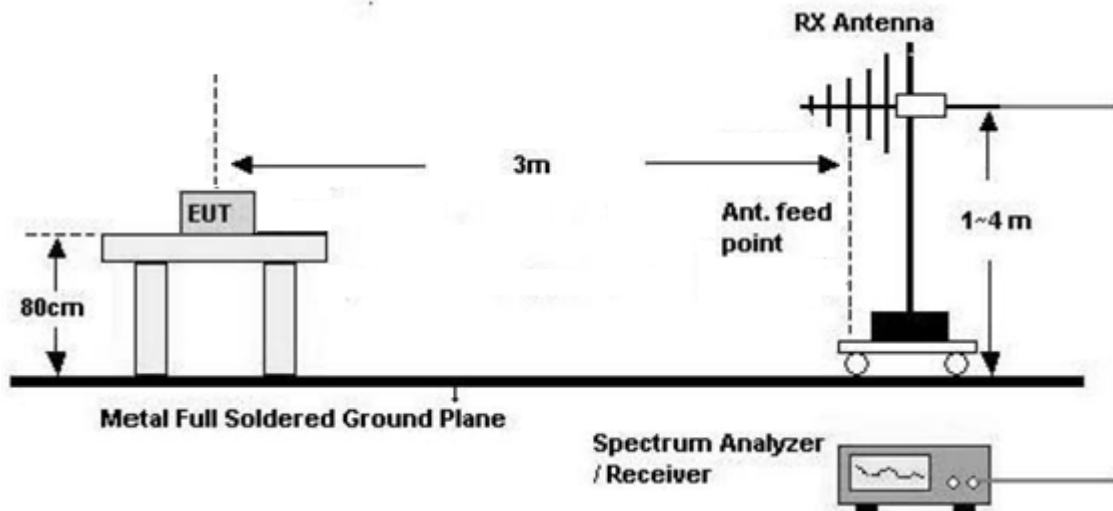 RX Antenna
3m
EUT
Ant. feed
point
1~4 m
80cm
Metal Full Soldered Ground Plane
Spectrum Analyzer
/ Receiver